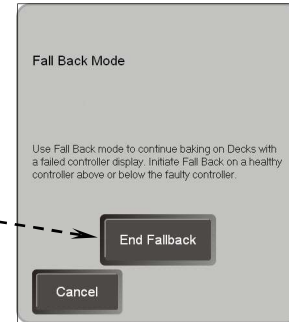 Fall Back Mode
Use Fall Back mode to continue baking on Decks with
a failed controller display. Initiate Fall Back on a healthy
controller above or below the faulty controller.
End Fallback
Cancel